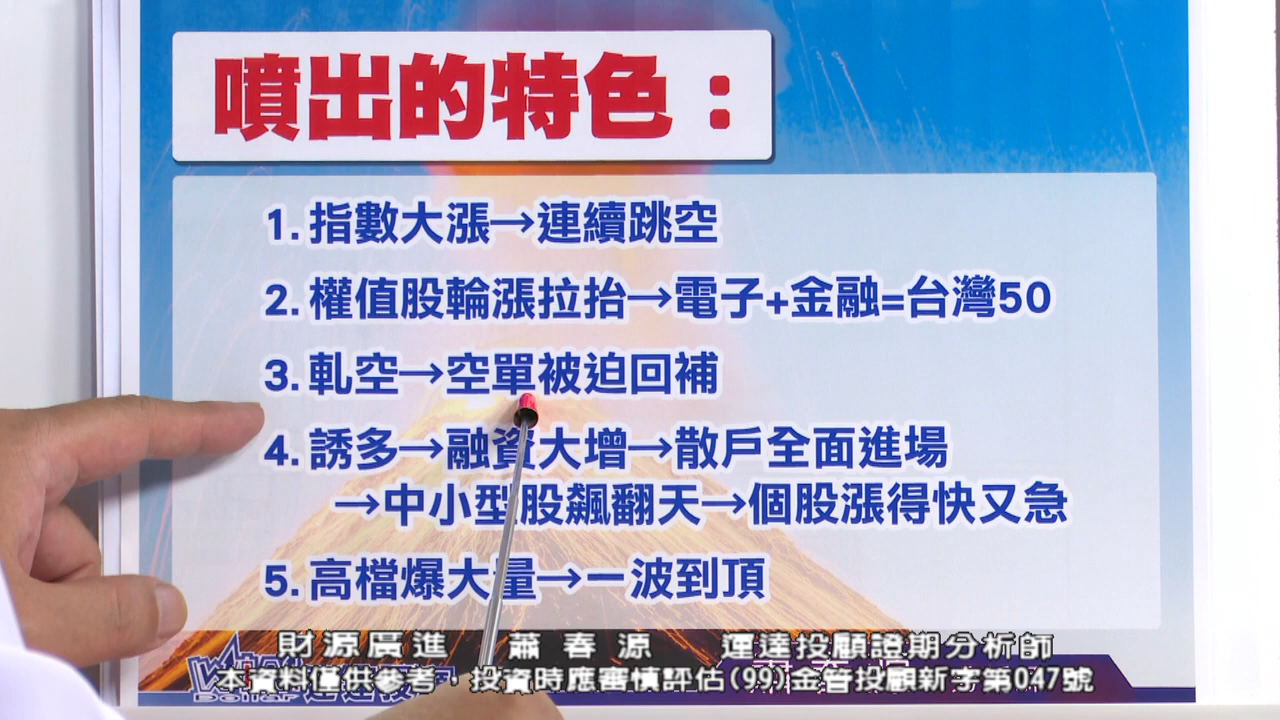 噴出的特色：
1. 指數大漲→連續跳空
2. 權值股輪漲拉抬→電子+金融=台灣50
3. 軋空→空單被迫回補
4. 誘多→融資大增→散戶全面進場
→中小型股飆翻天→個股漲得快又急
5. 高檔爆大量→一波到頂
財源廣進 蕭春源 運達投顧證期分析師
本資料僅供參考，投資時應審慎評估(99)金管投顧新字第047號